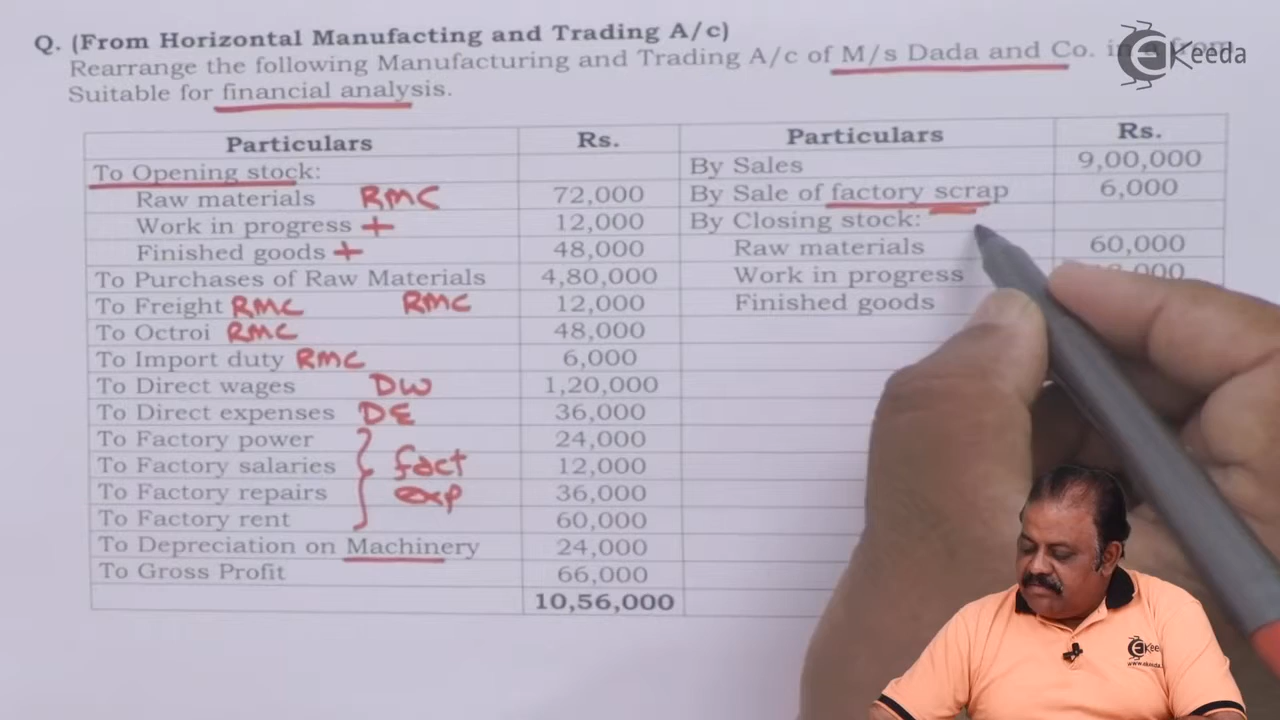 Q. (From Horizontal Manufacting and Trading A/c)
Rearrange the following Manufacturing and Trading A/c of M/s Dada and Co. in a
Suitable for financial analysis.
eKeeda
Particulars Rs. Particulars Rs.
To Opening stock: By Sales 9,00,000
Raw materials RMC 72,000 By Sale of factory scrap 6,000
Work in progress + 12,000 By Closing stock:
Finished goods + 48,000 Raw materials 60,000
To Purchases of Raw Materials 4,80,000 Work in progress
To Freight RMC RMC 12,000 Finished goods
To Octroi RMC 48,000
To Import duty RMC 6,000
To Direct wages DW 1,20,000
To Direct expenses DE 36,000
To Factory power 24,000
To Factory salaries fact 12,000
To Factory repairs exp 36,000
To Factory rent 60,000
To Depreciation on Machinery 24,000
To Gross Profit 66,000
10,56,000